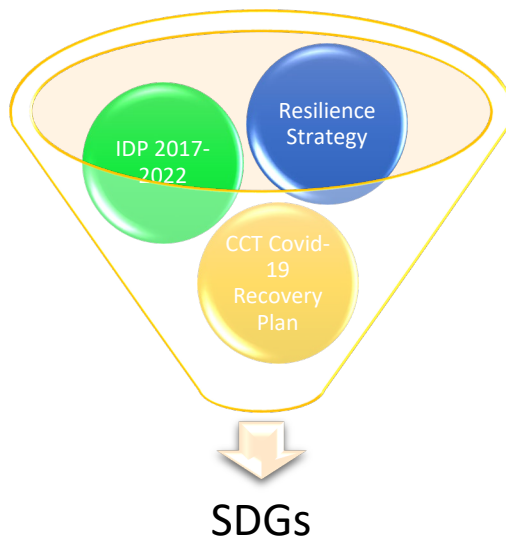 Resilience
Strategy
IDP 2017-
2022
CCT Covid-
19
Recovery
Plan
SDGs